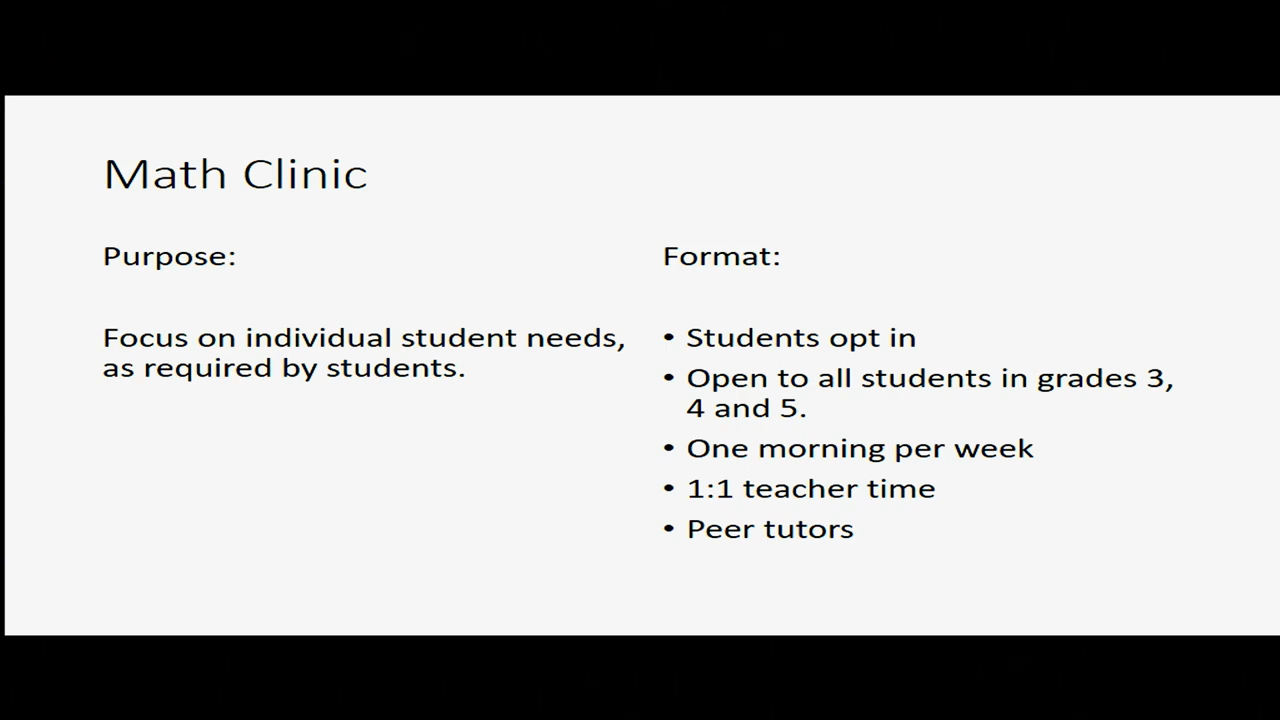 Math Clinic
Purpose:
Focus on individual student needs,
as required by students.
Format:
• Students opt in
• Open to all students in grades 3,
4 and 5.
• One morning per week
• 1:1 teacher time
• Peer tutors